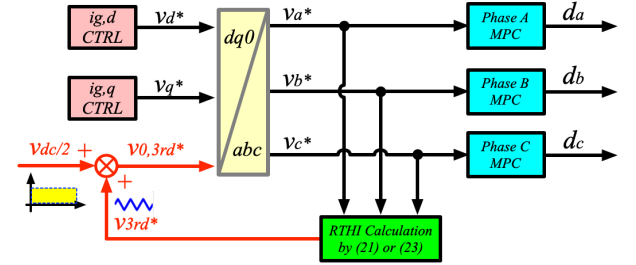 ig,d
CTRL
vd*
dq0
abc
va*
Phase A
MPC
da
ig,q
CTRL
vq*
vb*
Phase B
MPC
db
vdc/2
+
v0,3rd*
vc*
Phase C
MPC
dc
+
v3rd*
RTHI Calculation
by (21) or (23)